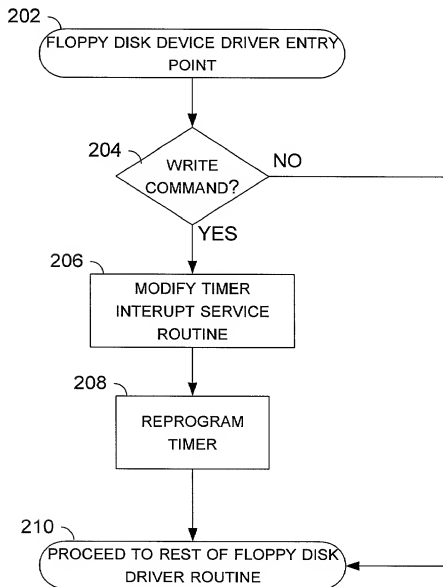 202
FLOPPY DISK DEVICE DRIVER ENTRY
POINT
204
WRITE
COMMAND?
NO
YES
206
MODIFY TIMER
INTERUPT SERVICE
ROUTINE
208
REPROGRAM
TIMER
210
PROCEED TO REST OF FLOPPY DISK
DRIVER ROUTINE